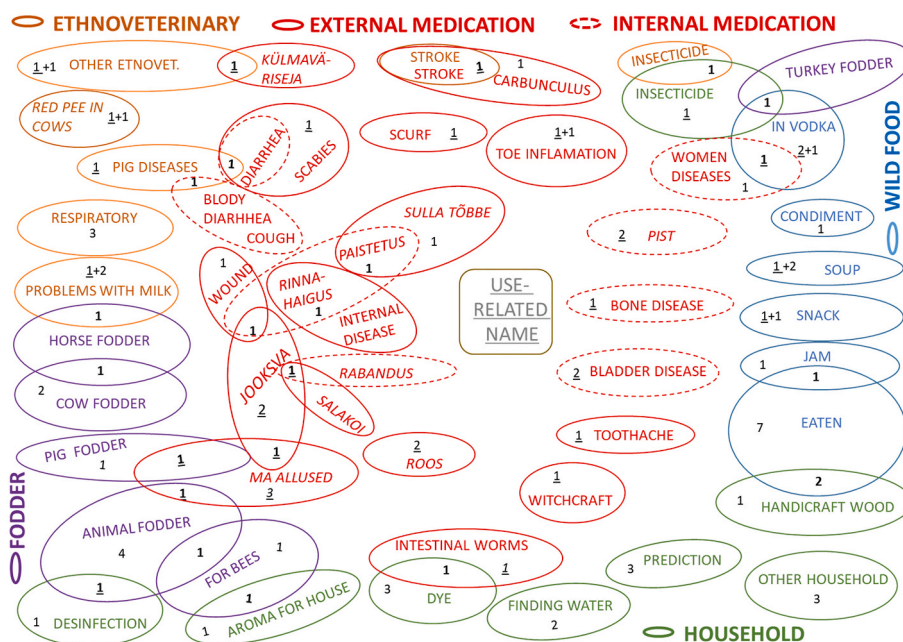 ETHNOVETERINARY
EXTERNAL MEDICATION
INTERNAL MEDICATION
1+1 OTHER ETNOVET.
1
KÜLMAVÄ-
RISEJA
STROKE
STROKE 1
1
CARBUNCULUS
INSECTICIDE
1
INSECTICIDE
1
TURKEY FODDER
1
RED PEE IN
COWS
1+1
DIARRHEA
1
SCABIES
SCURF 1
1+1
TOE INFLAMATION
IN VODKA
2+1
WOMEN
DISEASES
1
1
WILD FOOD
1 PIG DISEASES
1
1
BLODY
DIARHHEA
COUGH
RESPIRATORY
3
SULLA TÕBBE
1
PAISTETUS
1
2 PIST
CONDIMENT
1
1+2
PROBLEMS WITH MILK
1
1
WOUND
1
RINNA-
HAIGUS
1
INTERNAL
DISEASE
USE-
RELATED
NAME
1 BONE DISEASE
1+2 SOUP
1+1 SNACK
HORSE FODDER
1
2
COW FODDER
JOOKSVA
1
RABANDUS
SALAKOI
2
1
2 BLADDER DISEASE
JAM
1
1
7
EATEN
2
PIG FODDER
1
1
MA ALLUSED
3
1
2
ROOS
1 TOOTHACHE
1
WITCHCRAFT
1
HANDICRAFT WOOD
FODDER
ANIMAL FODDER
4
1
1
FOR BEES
1
1
1 DESINFECTION
1
1 AROMA FOR HOUSE
INTESTINAL WORMS
1
1
3
DYE
FINDING WATER
2
PREDICTION
3
OTHER HOUSEHOLD
3
HOUSEHOLD